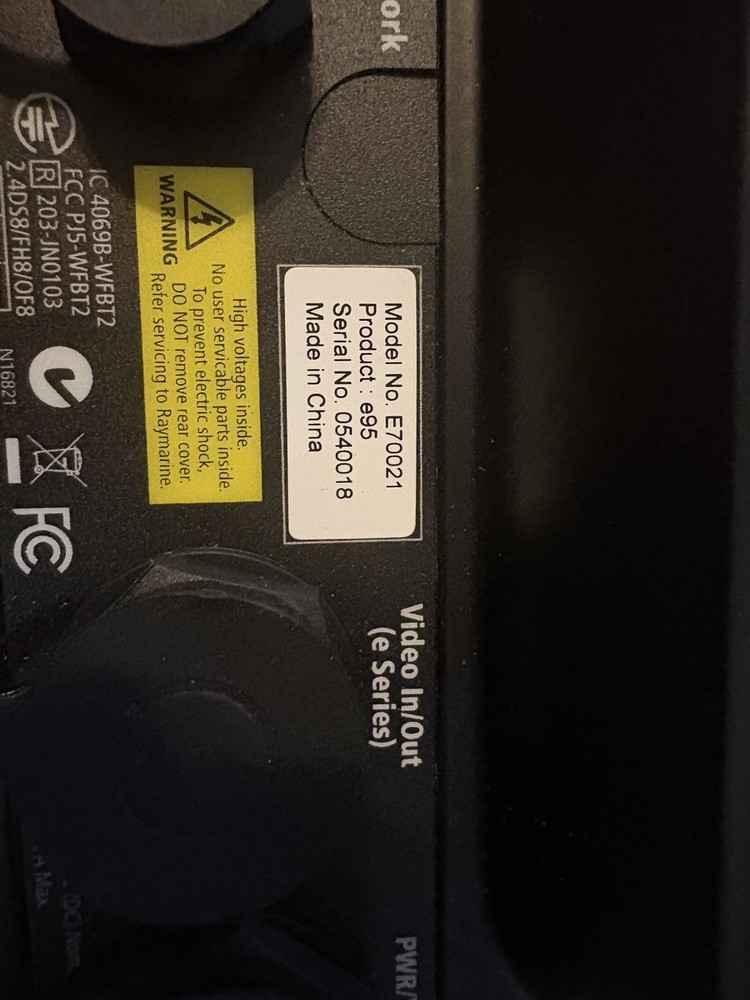 Model No. E70021
Product : e95
Serial No. 0540018
Made in China
Video In/Out
(e Series)
High voltages inside.
No user servicable parts inside.
To prevent electric shock,
DO NOT remove rear cover.
Refer servicing to Raymarine.
WARNING
IC 4069B-WFBT2
FCC PJ5-WFBT2
R 203-JN0103
2.4DS8/FH8/OF8
N16821
FC